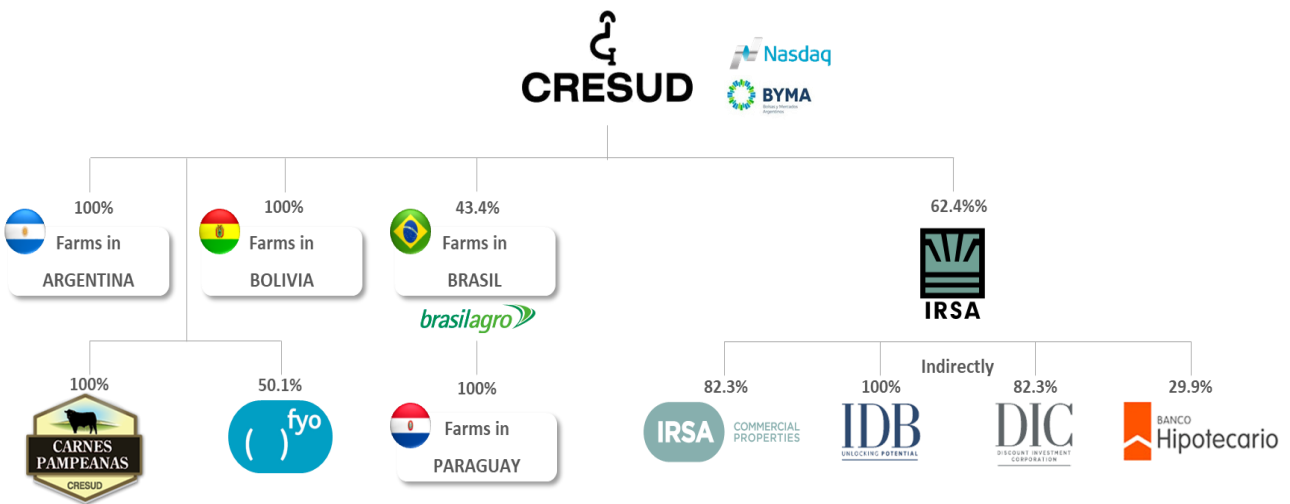 CRESUD
Nasdaq
BYMA
Bolsas y Mercados
Argentinos
100%
Farms in
ARGENTINA
100%
Farms in
BOLIVIA
43.4%
Farms in
BRASIL
brasilagro
62.4%%
IRSA
100%
CARNES
PAMPEANAS
CRESUD
50.1%
( ) fyo
100%
Farms in
PARAGUAY
Indirectly
82.3%
IRSA
COMMERCIAL
PROPERTIES
100%
IDB
UNLOCKING POTENTIAL
82.3%
DIC
DISCOUNT INVESTMENT
CORPORATION
29.9%
BANCO
Hipotecario